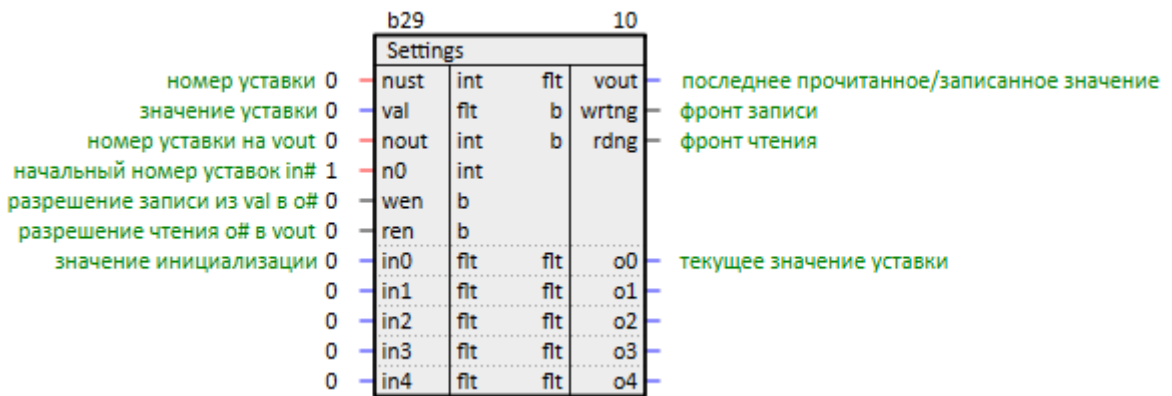 b29 10
Settings
номер уставки 0 nust int flt vout последнее прочитанное/записанное значение
значение уставки 0 val flt b wrtng фронт записи
номер уставки на vout 0 nout int b rdng фронт чтения
начальный номер уставок in# 1 n0 int
разрешение записи из val в o# 0 wen b
разрешение чтения o# в vout 0 ren b
значение инициализации 0 in0 flt flt o0 текущее значение уставки
0 in1 flt flt o1
0 in2 flt flt o2
0 in3 flt flt o3
0 in4 flt flt o4